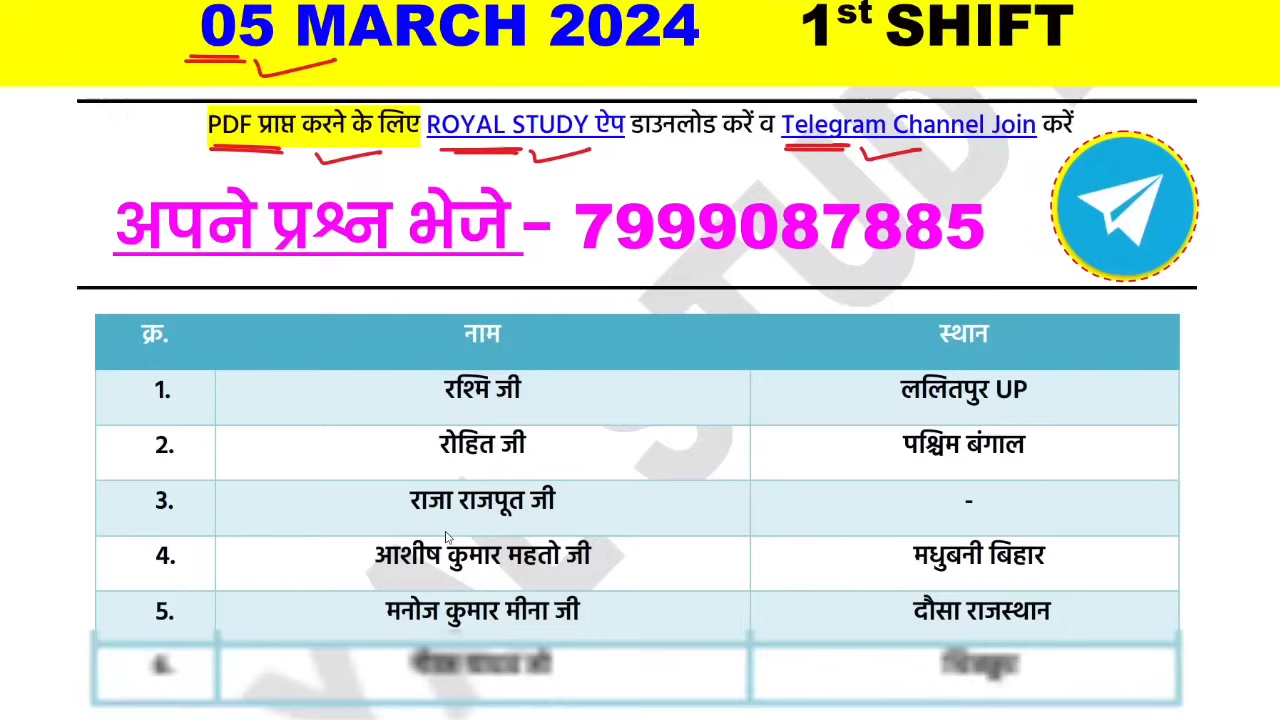 05 MARCH 2024 1st SHIFT
PDF प्राप्त करने के लिए ROYAL STUDY ऐप डाउनलोड करें व Telegram Channel Join करें
अपने प्रश्न भेजे - 7999087885
क्र. नाम स्थान
1. रश्मि जी ललितपुर UP
2. रोहित जी पश्चिम बंगाल
3. राजा राजपूत जी -
4. आशीष कुमार महतो जी मधुबनी बिहार
5. मनोज कुमार मीना जी दौसा राजस्थान
6.